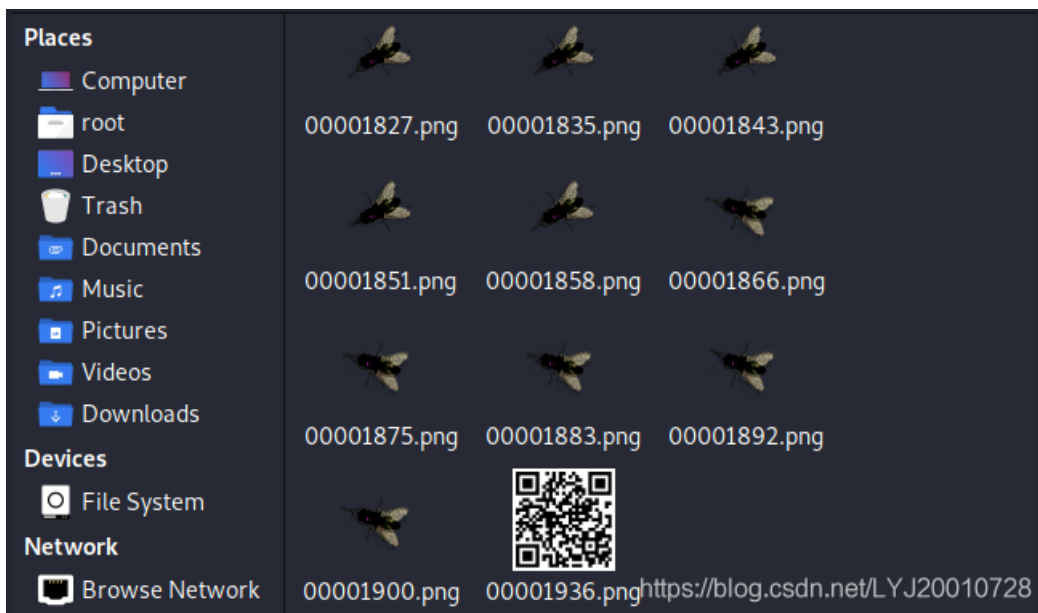 Places
Computer
root
Desktop
Trash
Documents
Music
Pictures
Videos
Downloads
Devices
File System
Network
Browse Network
00001827.png 00001835.png 00001843.png
00001851.png 00001858.png 00001866.png
00001875.png 00001883.png 00001892.png
00001900.png 00001936.png
https://blog.csdn.net/LYJ20010728